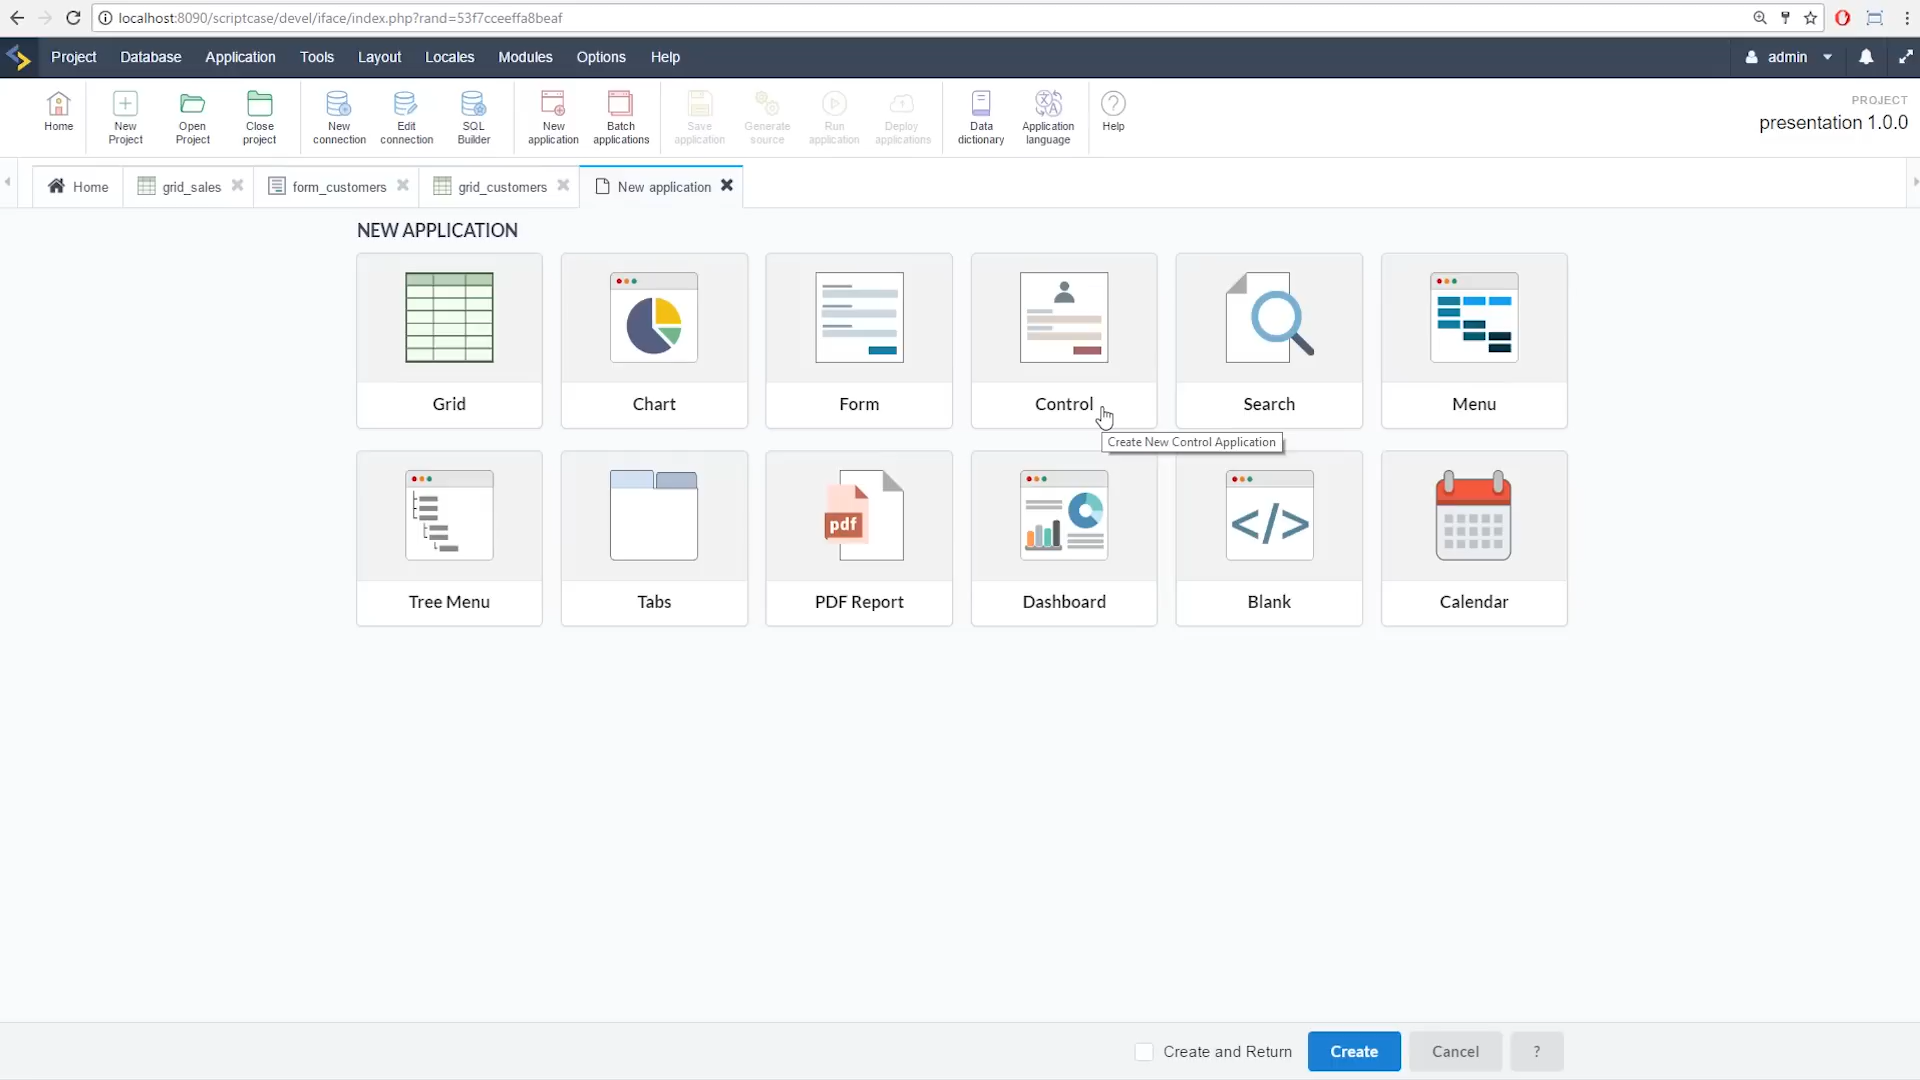 localhost:8090/scriptcase/devel/iface/index.php?rand=53f7cceeffa8beaf
Project Database Application Tools Layout Locales Modules Options Help admin
Home
New Project
Open Project
Close project
New connection
Edit connection
SQL Builder
New application
Batch applications
Save application
Generate source
Run application
Deploy applications
Data dictionary
Application language
Help
PROJECT
presentation 1.0.0
Home grid_sales form_customers grid_customers New application
NEW APPLICATION
Grid Chart Form Control Search Menu
Create New Control Application
pdf
</>
Tree Menu Tabs PDF Report Dashboard Blank Calendar
Create and Return Create Cancel ?